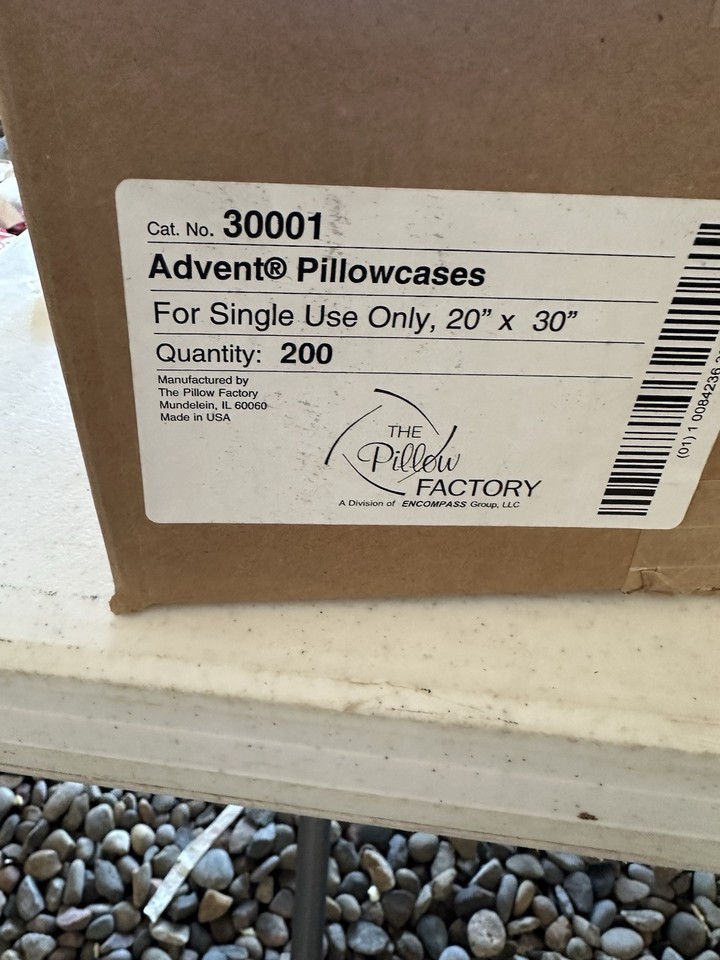 Cat. No. 30001
Advent® Pillowcases
For Single Use Only, 20” x 30”
Quantity: 200
Manufactured by
The Pillow Factory
Mundelein, IL 60060
Made in USA
THE
Pillow
FACTORY
A Division of ENCOMPASS Group, LLC
(01) 1 0084236